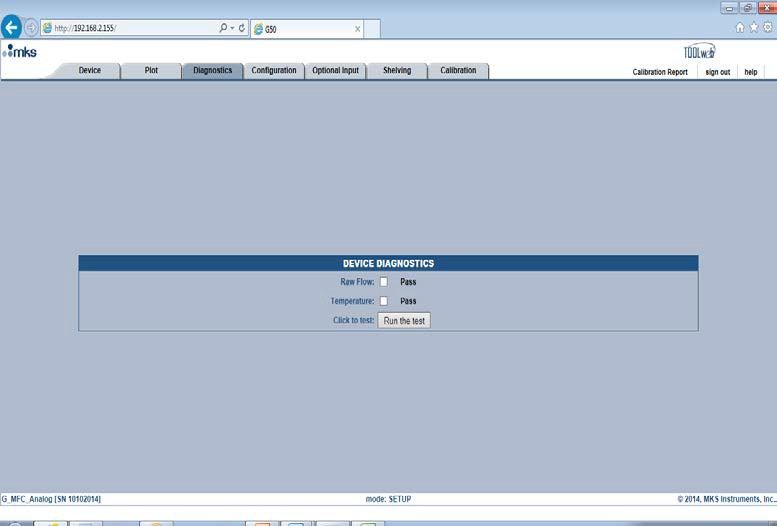 http://192.168.2.155/
G50
mks
TOOLweb
Device Plot Diagnostics Configuration Optional Input Shelving Calibration
Calibration Report sign out help
DEVICE DIAGNOSTICS
Raw Flow: Pass
Temperature: Pass
Click to test: Run the test
G_MFC_Analog [SN 10102014] mode: SETUP © 2014, MKS Instruments, Inc.